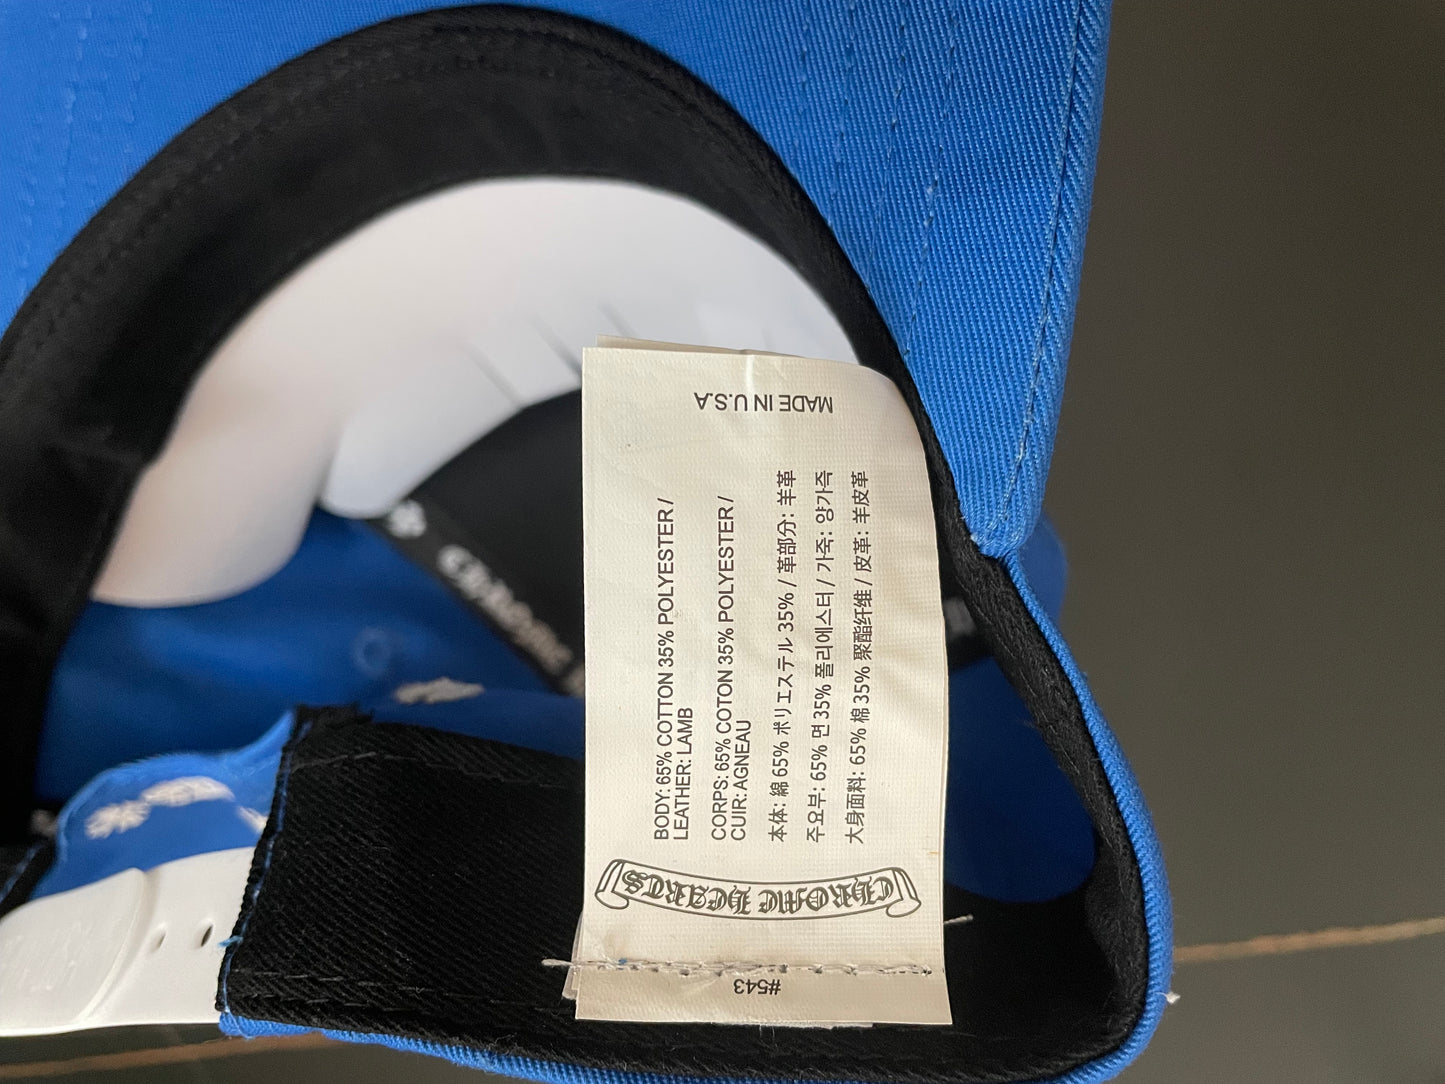 #543
CHROME HEARTS
BODY: 65% COTTON 35% POLYESTER /
LEATHER: LAMB
CORPS: 65% COTON 35% POLYESTER /
CUIR: AGNEAU
本体: 綿 65% ポリエステル 35% / 革部分: 羊革
주요부: 65% 면 35% 폴리에스터 / 가죽: 양가죽
大身面料: 65% 棉 35% 聚酯纤维 / 皮革: 羊皮革
MADE IN U.S.A
Chrome